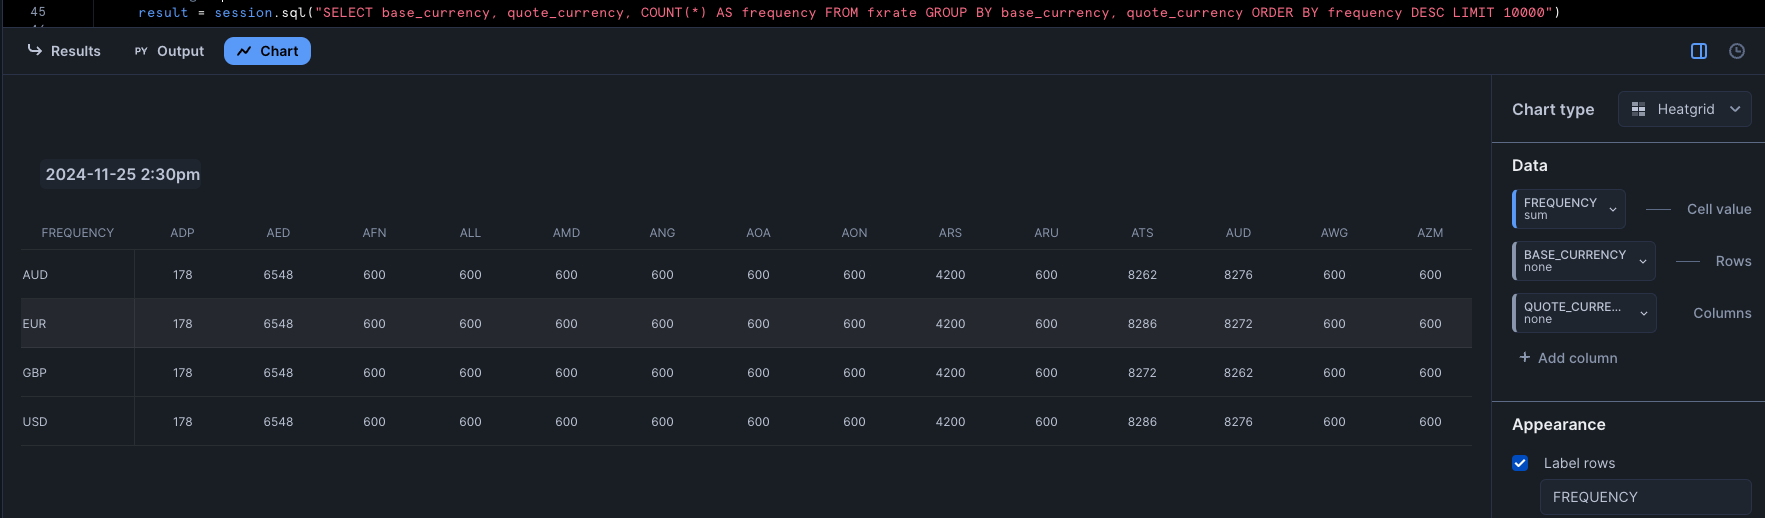 45 result = session.sql("SELECT base_currency, quote_currency, COUNT(*) AS frequency FROM fxrate GROUP BY base_currency, quote_currency ORDER BY frequency DESC LIMIT 10000")
Results PY Output Chart
Chart type Heatgrid
2024-11-25 2:30pm
FREQUENCY ADP AED AFN ALL AMD ANG AOA AON ARS ARU ATS AUD AWG AZM
AUD 178 6548 600 600 600 600 600 600 4200 600 8262 8276 600 600
EUR 178 6548 600 600 600 600 600 600 4200 600 8286 8272 600 600
GBP 178 6548 600 600 600 600 600 600 4200 600 8272 8262 600 600
USD 178 6548 600 600 600 600 600 600 4200 600 8286 8276 600 600
Data
FREQUENCY
sum
Cell value
BASE_CURRENCY
none
Rows
QUOTE_CURRE...
none
Columns
+ Add column
Appearance
Label rows
FREQUENCY